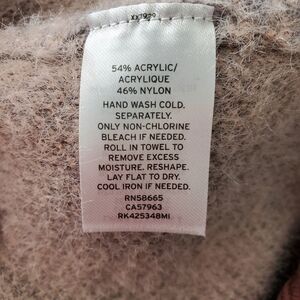 54% ACRYLIC/
ACRYLIQUE
46% NYLON
HAND WASH COLD.
SEPARATELY.
ONLY NON-CHLORINE
BLEACH IF NEEDED.
ROLL IN TOWEL TO
REMOVE EXCESS
MOISTURE. RESHAPE.
LAY FLAT TO DRY.
COOL IRON IF NEEDED.
RN58665
CA57963
RK425348MI